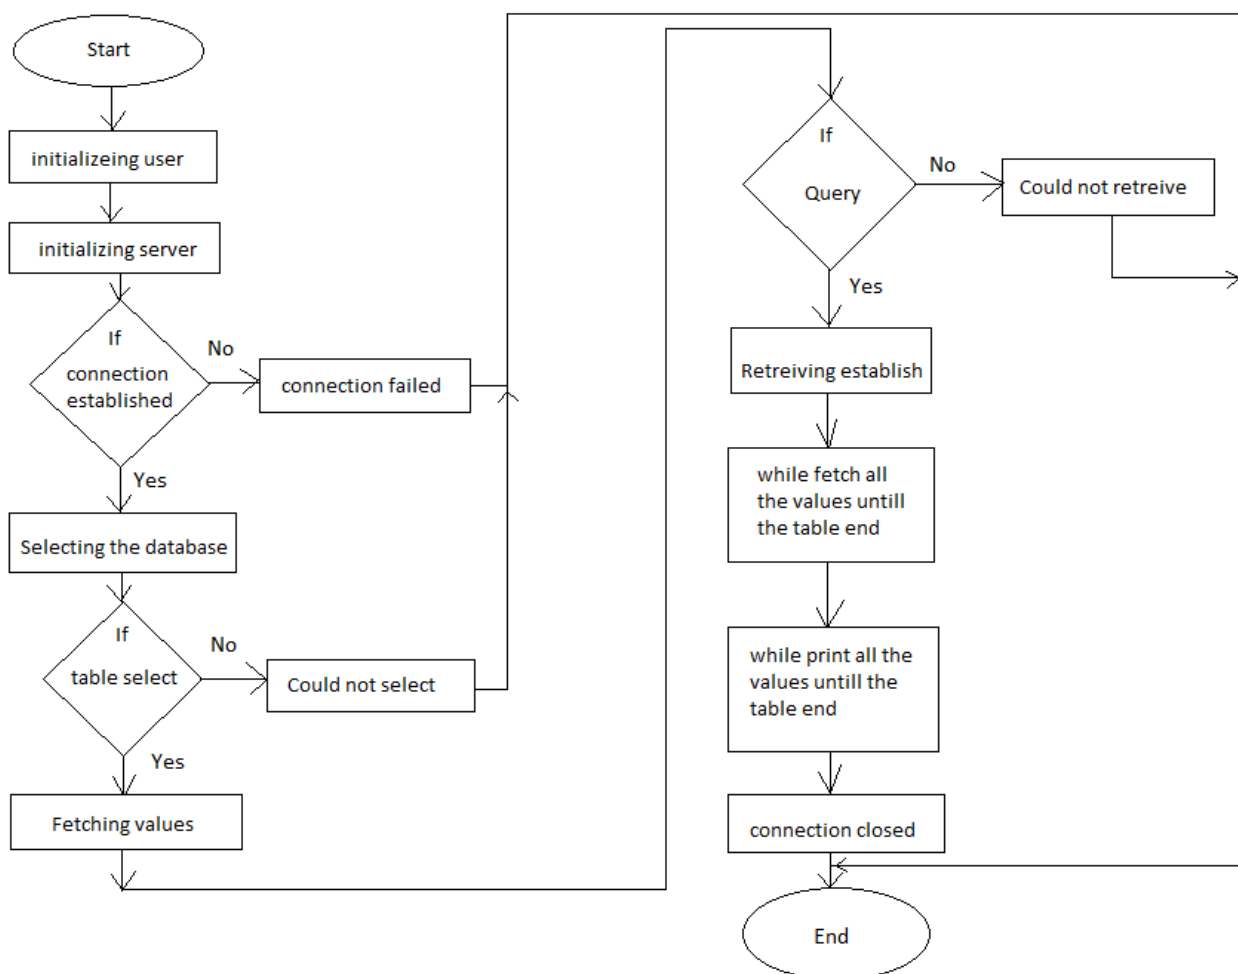 Start
initializeing user
initializing server
If
connection
established
No
connection failed
Yes
Selecting the database
If
table select
No
Could not select
Yes
Fetching values
If
Query
No
Could not retreive
Yes
Retreiving establish
while fetch all
the values untill
the table end
while print all the
values untill the
table end
connection closed
End